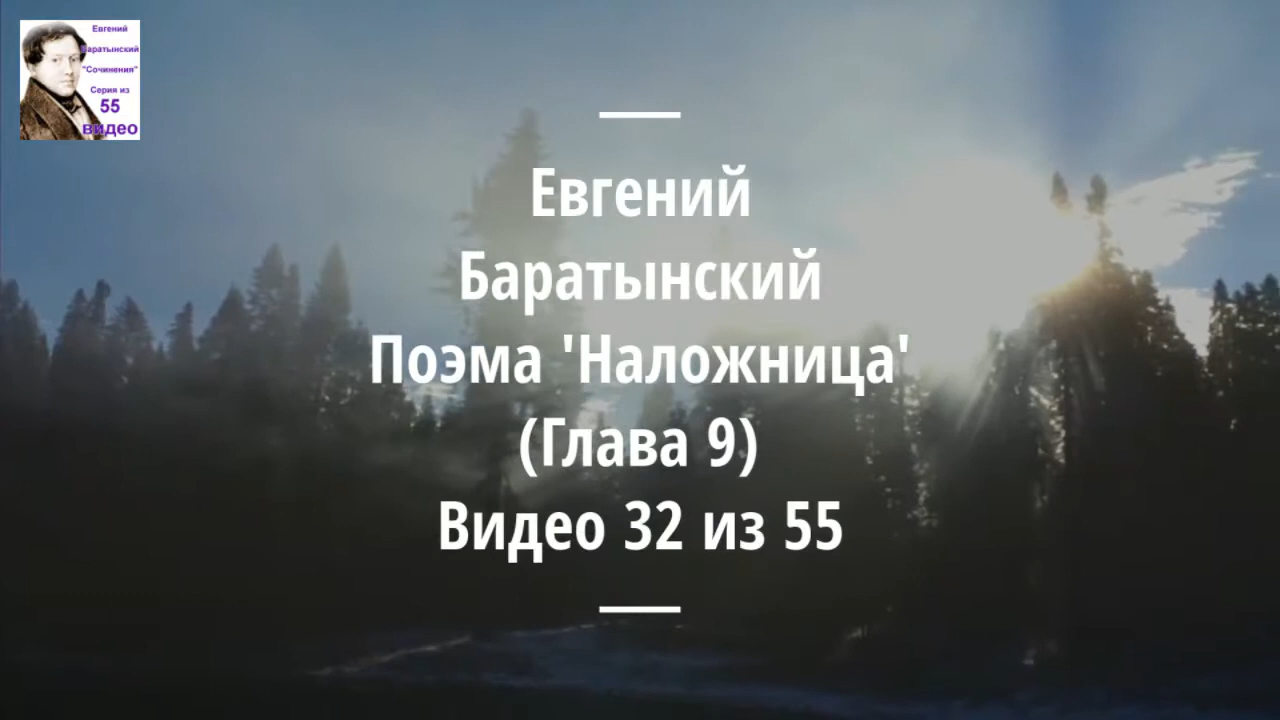 Евгений
Баратынский
"Сочинения"
Серия из
55
видео
Евгений
Баратынский
Поэма 'Наложница'
(Глава 9)
Видео 32 из 55